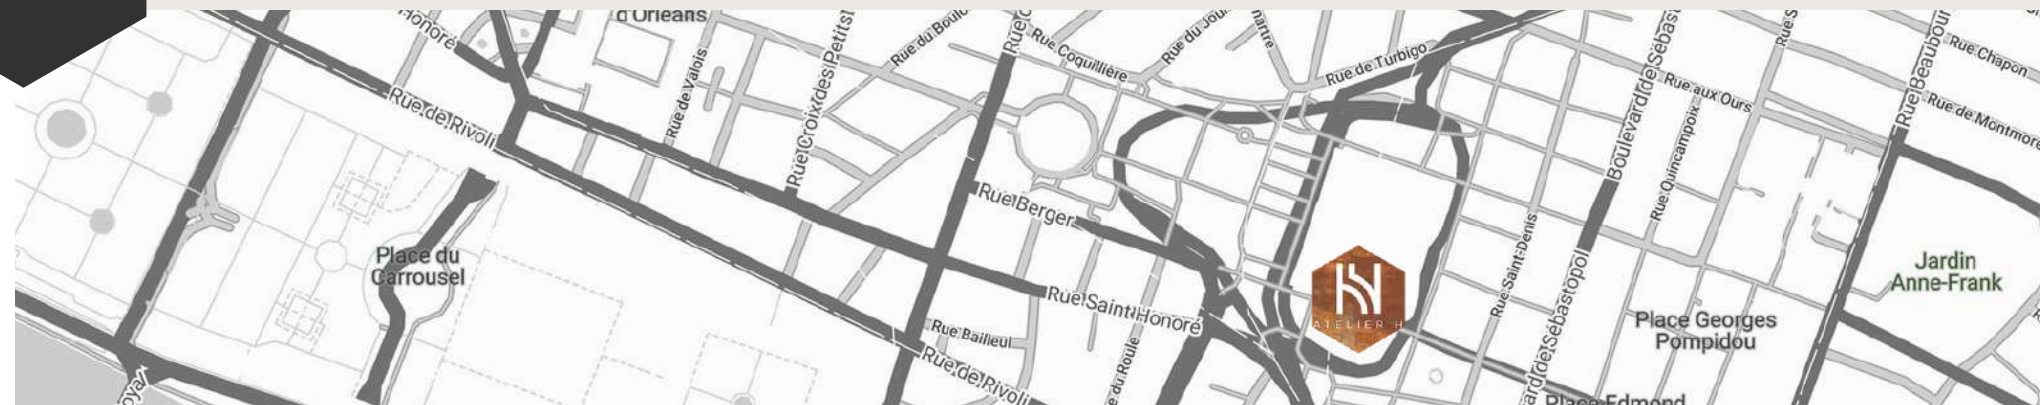 Honoré
d'Orléans
Rue du Boulo
Rue Coquillière
Rue du Jour
Rue de Turbigo
Rue aux Ours
Rue Beaubour
Rue Chapon
Rue de Montmore
Rue de Rivoli
Rue de Valois
Rue Croix des Petits
Boulevard de Sébas
Rue Quincampoix
Rue Berger
Place du
Carrousel
Rue Saint-Honoré
Rue Bailleul
Rue de Rivoli
e du Roule
ATELIER H
Rue Saint-Denis
ard de Sébastopol
Place Georges
Pompidou
Jardin
Anne-Frank
Place Edmond